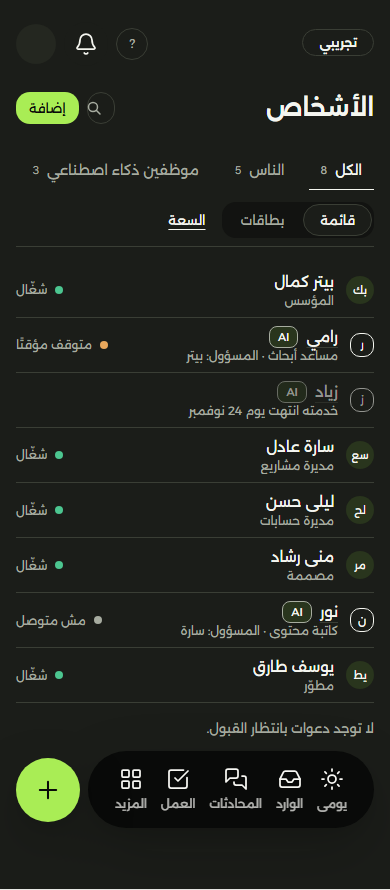 تجريبي
?
الأشخاص
إضافة
الكل 8 الناس 5 موظفين ذكاء اصطناعي 3
قائمة بطاقات السعة
بك بيتر كمال شغّال
المؤسس
ر رامي AI متوقف مؤقتًا
مساعد أبحاث · المسؤول: بيتر
ز زياد AI
خدمته انتهت يوم 24 نوفمبر
سع سارة عادل شغّال
مديرة مشاريع
لح ليلى حسن شغّال
مديرة حسابات
مر منى رشاد شغّال
مصممة
ن نور AI مش متوصل
كاتبة محتوى · المسؤول: سارة
يط يوسف طارق شغّال
مطوّر
لا توجد دعوات بانتظار القبول.
يومي الوارد المحادثات العمل المزيد